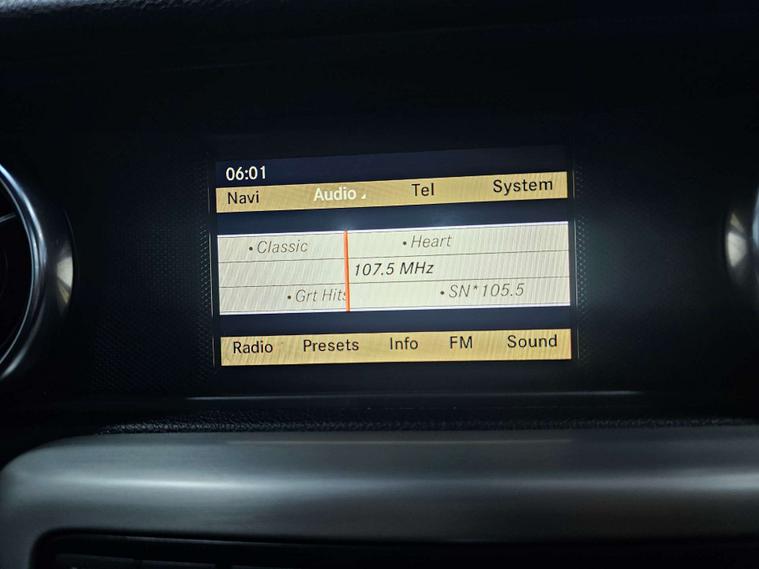 06:01
Navi Audio Tel System
• Classic • Heart
107.5 MHz
• Grt Hits • SN*105.5
Radio Presets Info FM Sound